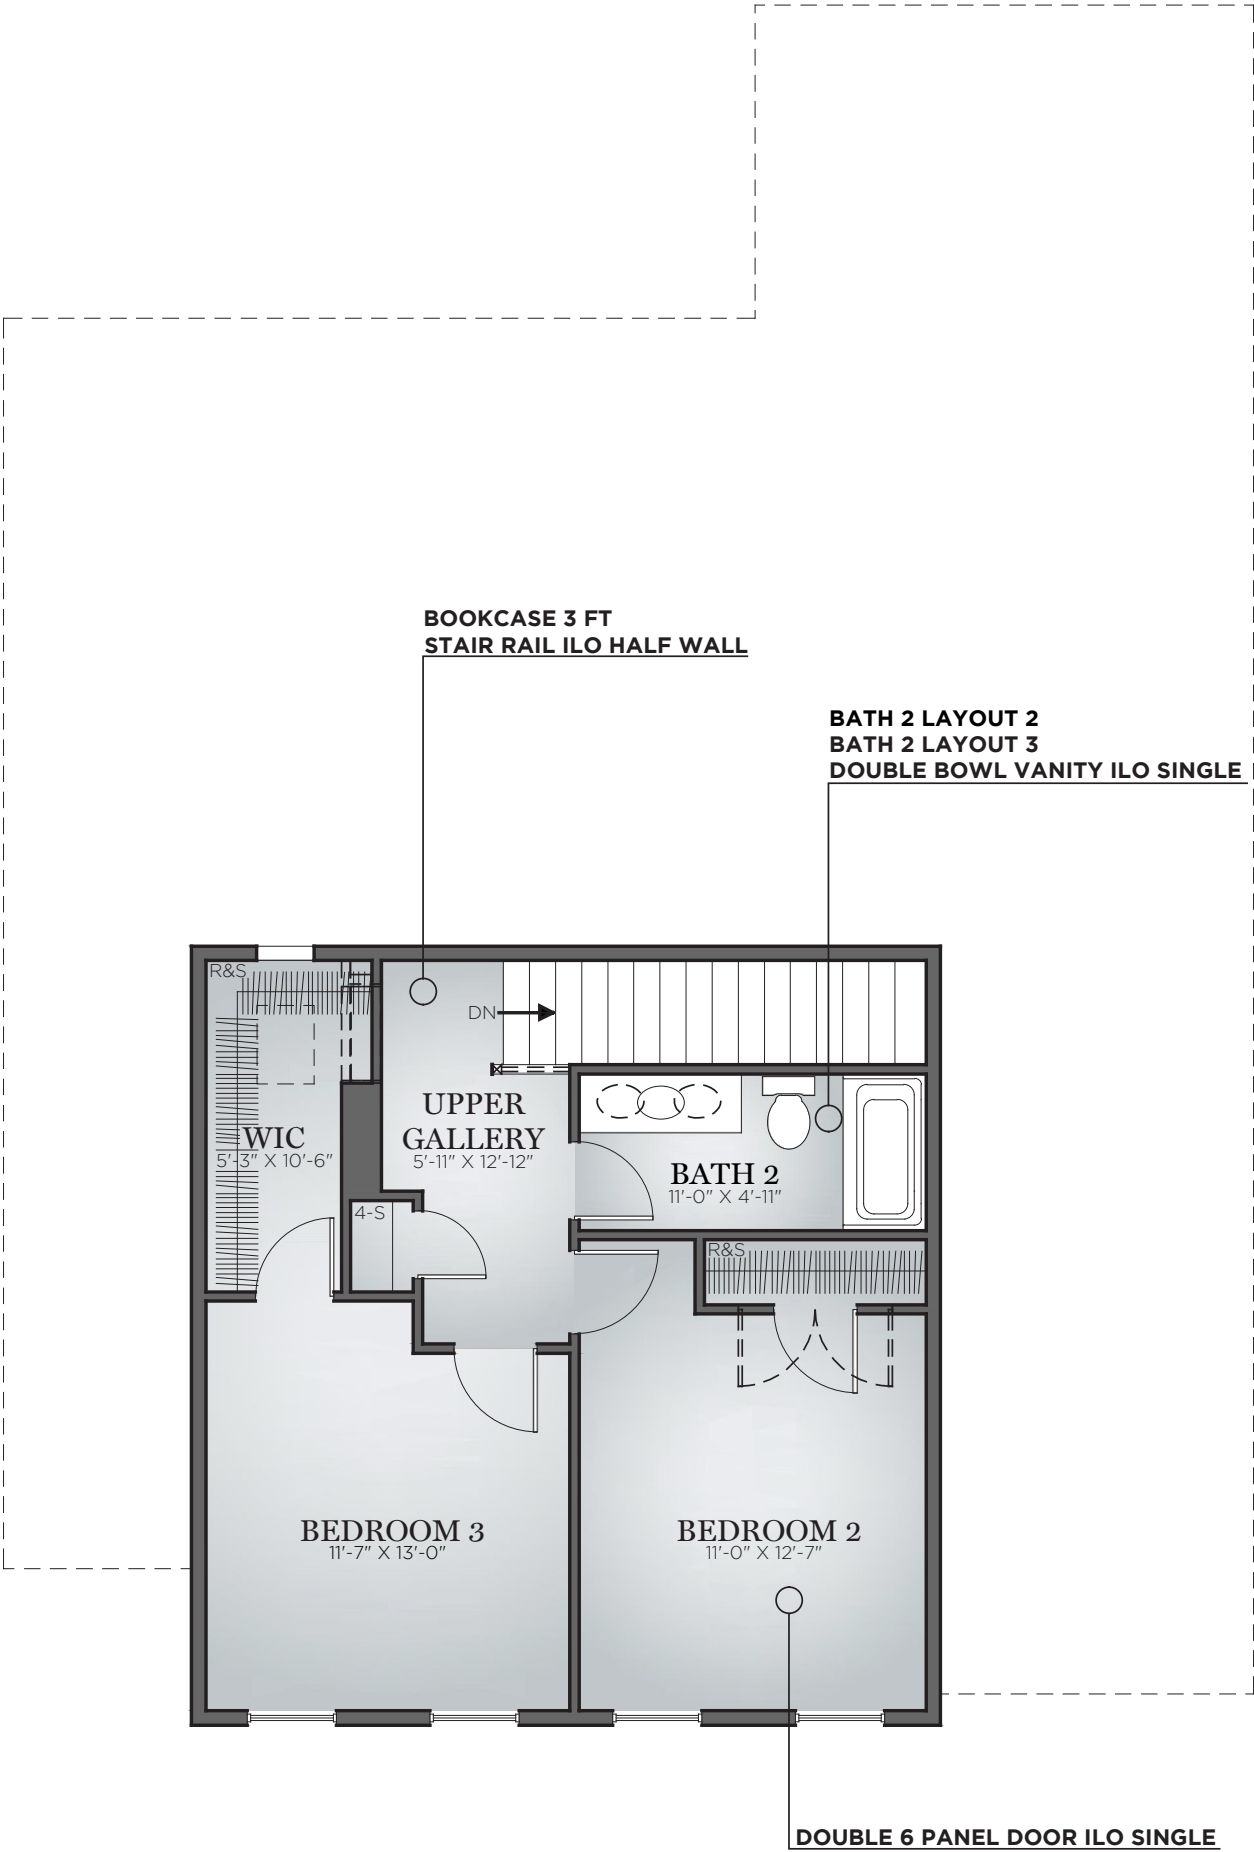 BOOKCASE 3 FT
STAIR RAIL ILO HALF WALL
BATH 2 LAYOUT 2
BATH 2 LAYOUT 3
DOUBLE BOWL VANITY ILO SINGLE
R&S
DN
UPPER
GALLERY
5'-11" X 12'-12"
WIC
5'-3" X 10'-6"
BATH 2
11'-0" X 4'-11"
4-S
R&S
BEDROOM 3
11'-7" X 13'-0"
BEDROOM 2
11'-0" X 12'-7"
DOUBLE 6 PANEL DOOR ILO SINGLE